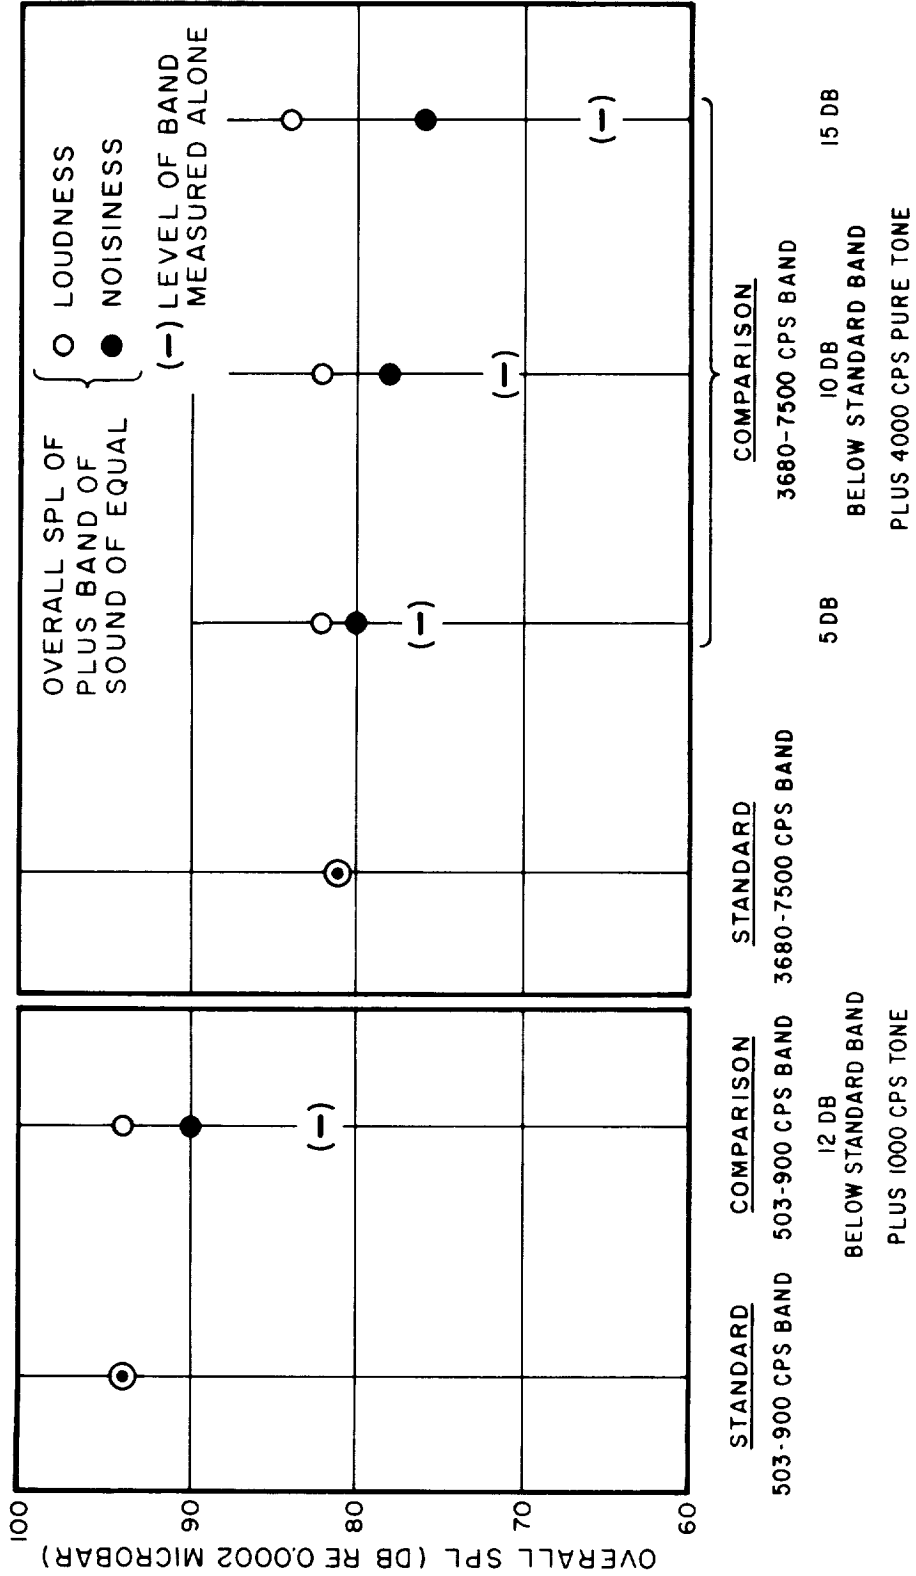 OVERALL SPL (DB RE 0.0002 MICROBAR)
100
90
80
70
60
OVERALL SPL OF
PLUS BAND OF
SOUND OF EQUAL
LOUDNESS
NOISINESS
(–) LEVEL OF BAND
MEASURED ALONE
(–)
(–)
(–)
(–)
STANDARD
503-900 CPS BAND
COMPARISON
503-900 CPS BAND
12 DB
BELOW STANDARD BAND
PLUS 1000 CPS TONE
STANDARD
3680-7500 CPS BAND
COMPARISON
3680-7500 CPS BAND
5 DB
10 DB
15 DB
BELOW STANDARD BAND
PLUS 4000 CPS PURE TONE